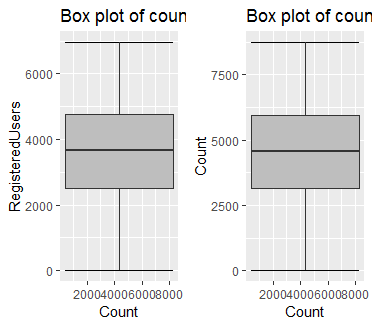 Box plot of coun
RegisteredUsers
6000
4000
2000
0
2000400060008000
Count
Box plot of coun
Count
7500
5000
2500
0
2000400060008000
Count